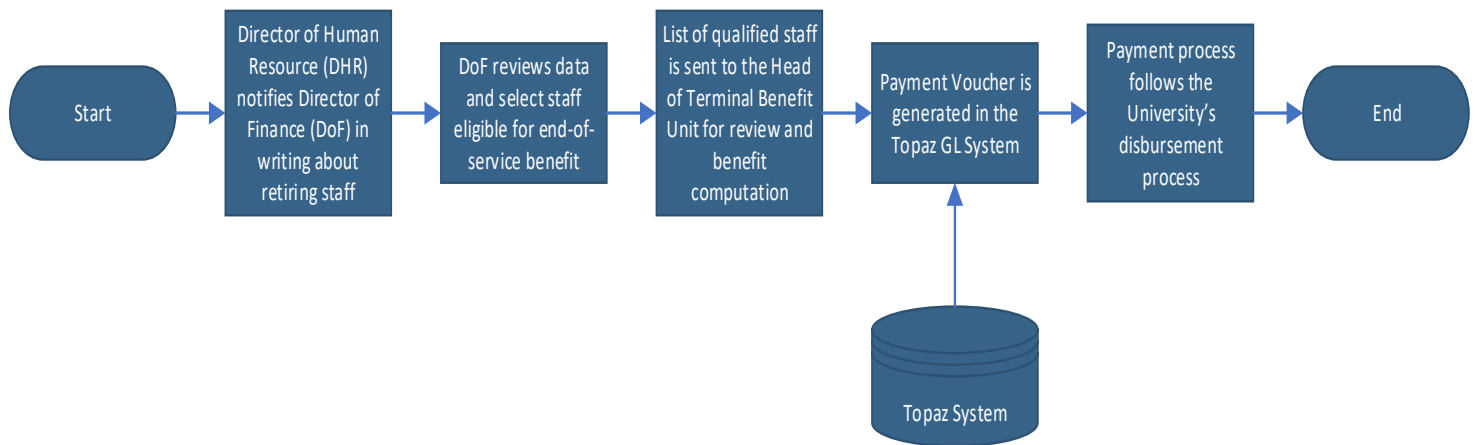 Start
Director of Human
Resource (DHR)
notifies Director of
Finance (DoF) in
writing about
retiring staff
DoF reviews data
and select staff
eligible for end-of-
service benefit
List of qualified staff
is sent to the Head
of Terminal Benefit
Unit for review and
benefit
computation
Payment Voucher is
generated in the
Topaz GL System
Payment process
follows the
University’s
disbursement
process
End
Topaz System